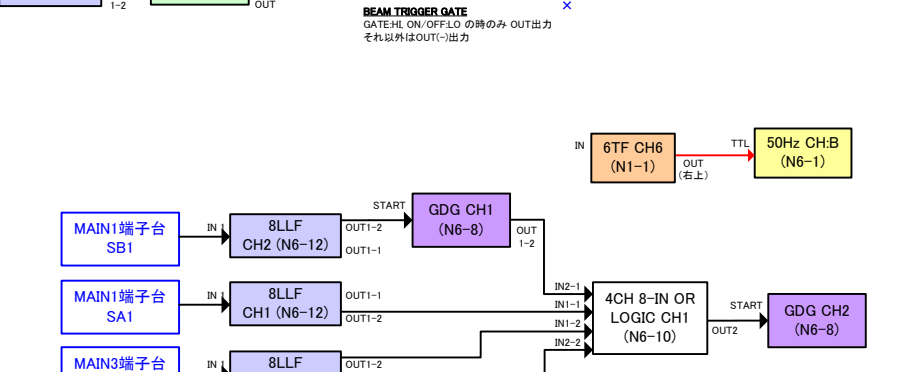 1-2
OUT
BEAM TRIGGER GATE
GATE:HI, ON/OFF:LO の時のみ OUT出力
それ以外はOUT(-)出力
×
IN
6TF CH6
(N1-1)
OUT
(右上)
TTL
50Hz CH:B
(N6-1)
MAIN1端子台
SB1
IN 1
8LLF
CH2 (N6-12)
OUT1-2
OUT1-1
START
GDG CH1
(N6-8)
OUT
1-2
MAIN1端子台
SA1
IN 1
8LLF
CH1 (N6-12)
OUT1-1
OUT1-2
IN2-1
IN1-1
IN1-2
IN2-2
4CH 8-IN OR
LOGIC CH1
(N6-10)
OUT2
START
GDG CH2
(N6-8)
MAIN3端子台
IN 1
8LLF
OUT1-2